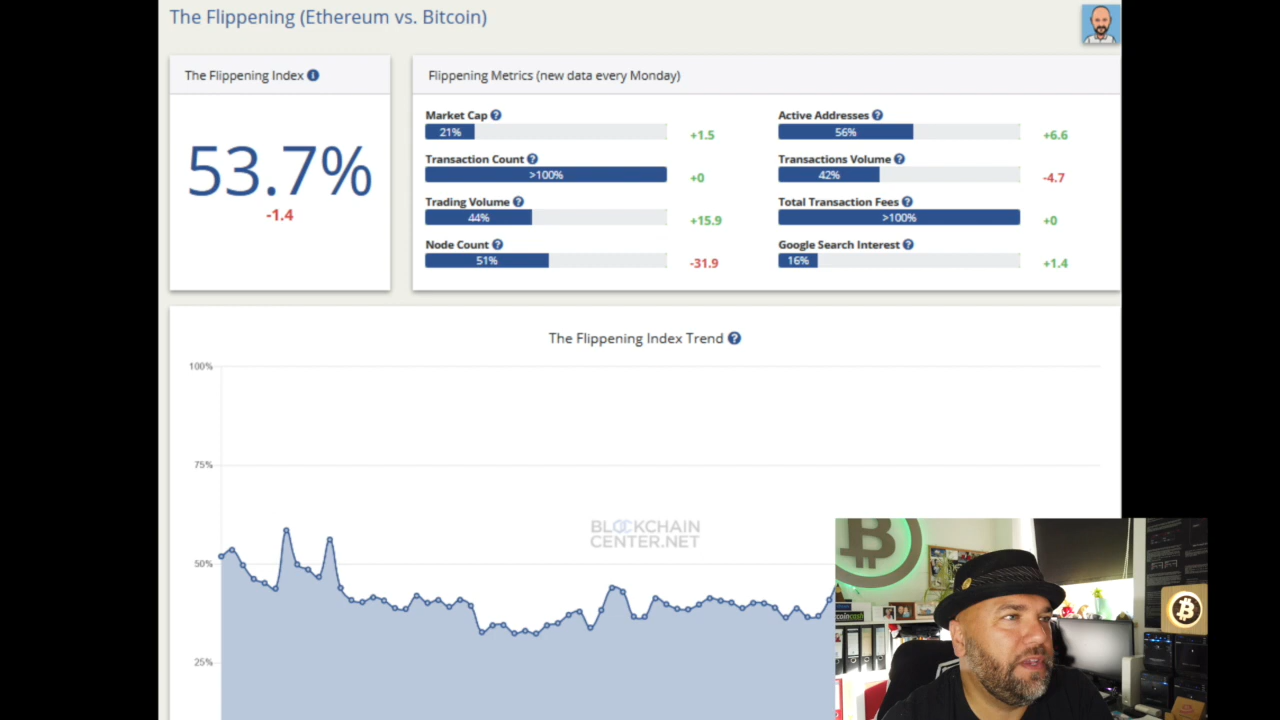 The Flippening (Ethereum vs. Bitcoin)
The Flippening Index
53.7%
-1.4
Flippening Metrics (new data every Monday)
Market Cap
21%
+1.5
Transaction Count
>100%
+0
Trading Volume
44%
+15.9
Node Count
51%
-31.9
Active Addresses
56%
+6.6
Transactions Volume
42%
-4.7
Total Transaction Fees
>100%
+0
Google Search Interest
16%
+1.4
The Flippening Index Trend
100%
75%
50%
25%
BLOCKCHAIN
CENTER.NET